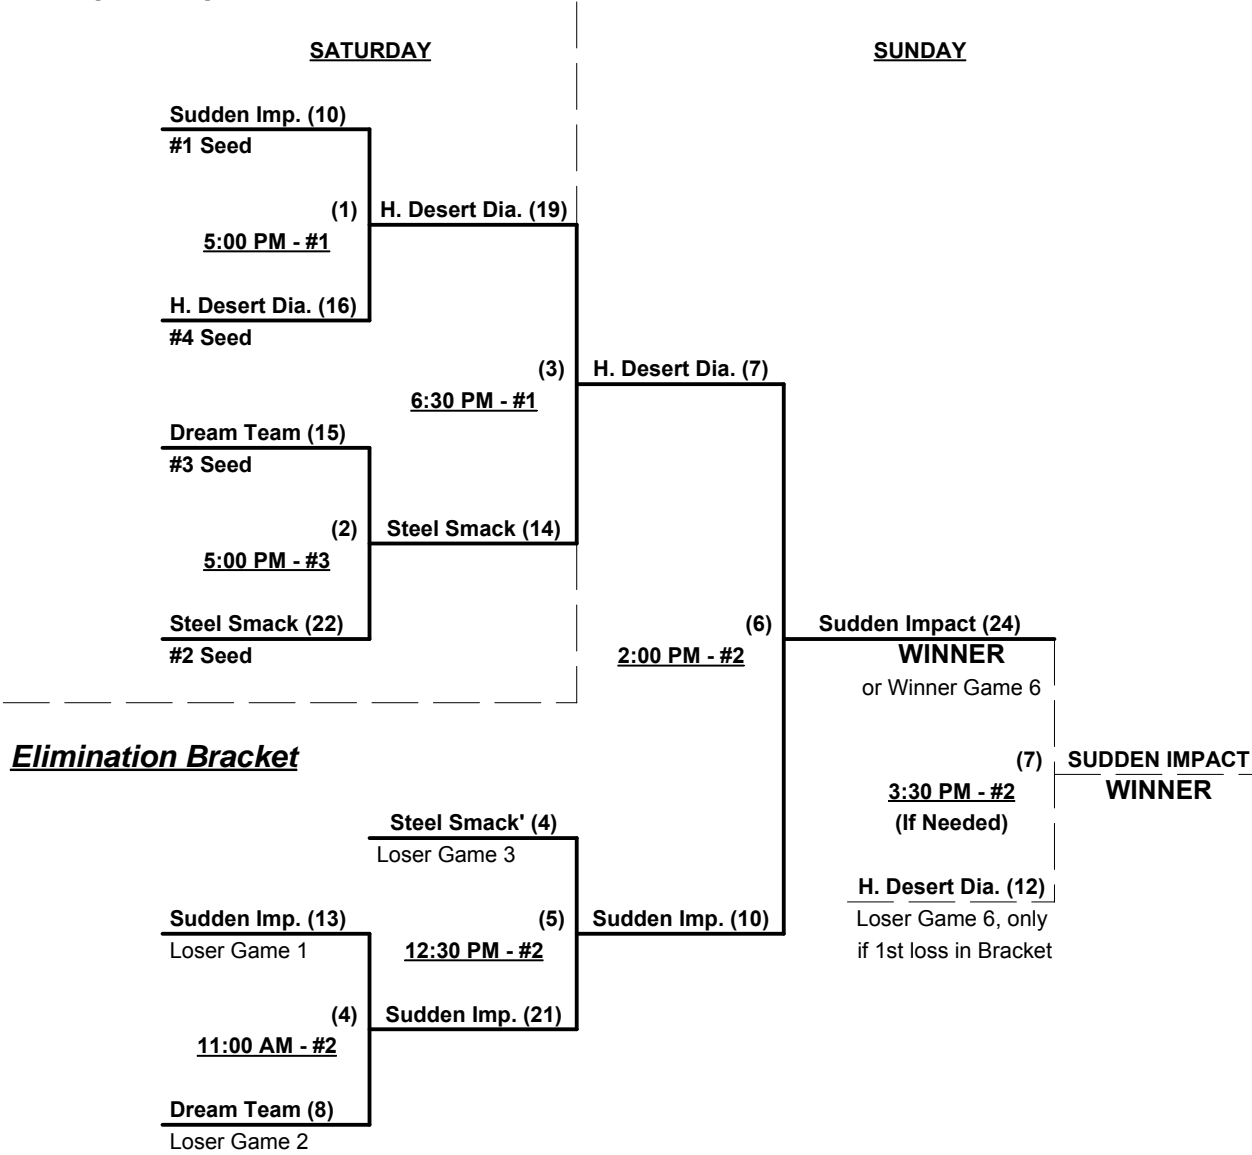 SATURDAY
SUNDAY
Sudden Imp. (10)
#1 Seed
(1)
H. Desert Dia. (19)
5:00 PM - #1
H. Desert Dia. (16)
#4 Seed
(3)
H. Desert Dia. (7)
6:30 PM - #1
Dream Team (15)
#3 Seed
(2)
Steel Smack (14)
5:00 PM - #3
Steel Smack (22)
#2 Seed
(6)
Sudden Impact (24)
2:00 PM - #2
WINNER
or Winner Game 6
Elimination Bracket
(7)
SUDDEN IMPACT
3:30 PM - #2
WINNER
(If Needed)
Steel Smack' (4)
Loser Game 3
H. Desert Dia. (12)
Loser Game 6, only
if 1st loss in Bracket
Sudden Imp. (13)
Loser Game 1
(5)
Sudden Imp. (10)
12:30 PM - #2
(4)
Sudden Imp. (21)
11:00 AM - #2
Dream Team (8)
Loser Game 2